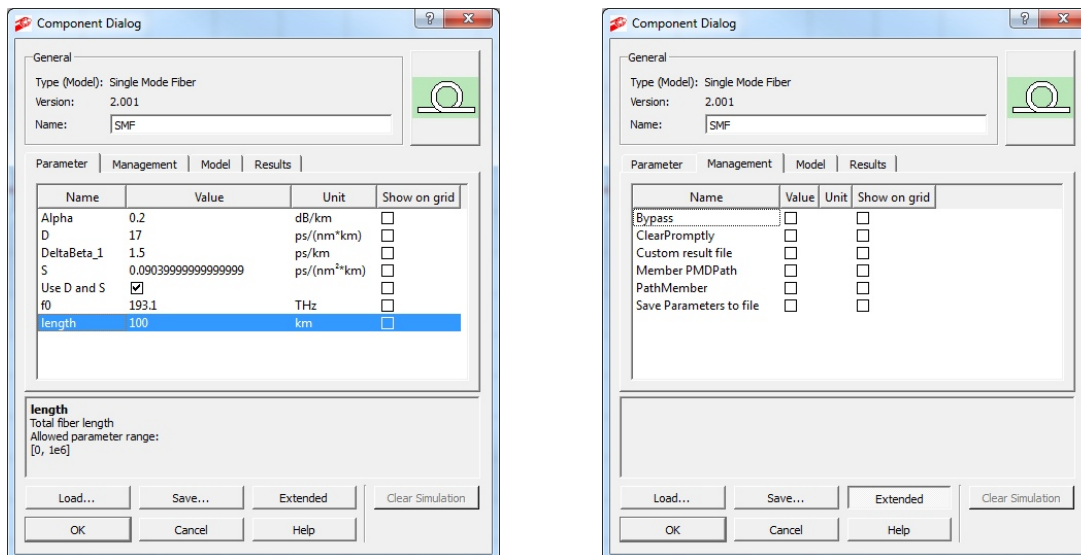 Component Dialog
General
Type (Model): Single Mode Fiber
Version: 2.001
Name: SMF
Parameter Management Model Results
Name Value Unit Show on grid
Alpha 0.2 dB/km
D 17 ps/(nm*km)
DeltaBeta_1 1.5 ps/km
S 0.09039999999999999 ps/(nm²*km)
Use D and S
f0 193.1 THz
length 100 km
length
Total fiber length
Allowed parameter range:
[0, 1e6]
Load... Save... Extended Clear Simulation
OK Cancel Help
Component Dialog
General
Type (Model): Single Mode Fiber
Version: 2.001
Name: SMF
Parameter Management Model Results
Name Value Unit Show on grid
Bypass
ClearPromptly
Custom result file
Member PMDPath
PathMember
Save Parameters to file
Load... Save... Extended Clear Simulation
OK Cancel Help